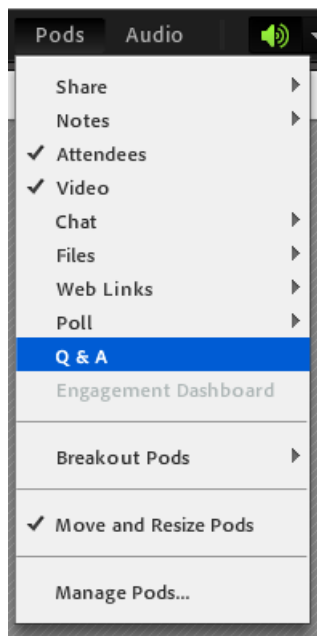 Pods Audio
Share
Notes
Attendees
Video
Chat
Files
Web Links
Poll
Q & A
Engagement Dashboard
Breakout Pods
Move and Resize Pods
Manage Pods...